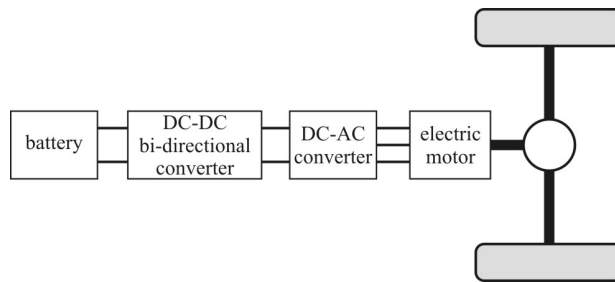 battery
DC-DC
bi-directional
converter
DC-AC
converter
electric
motor